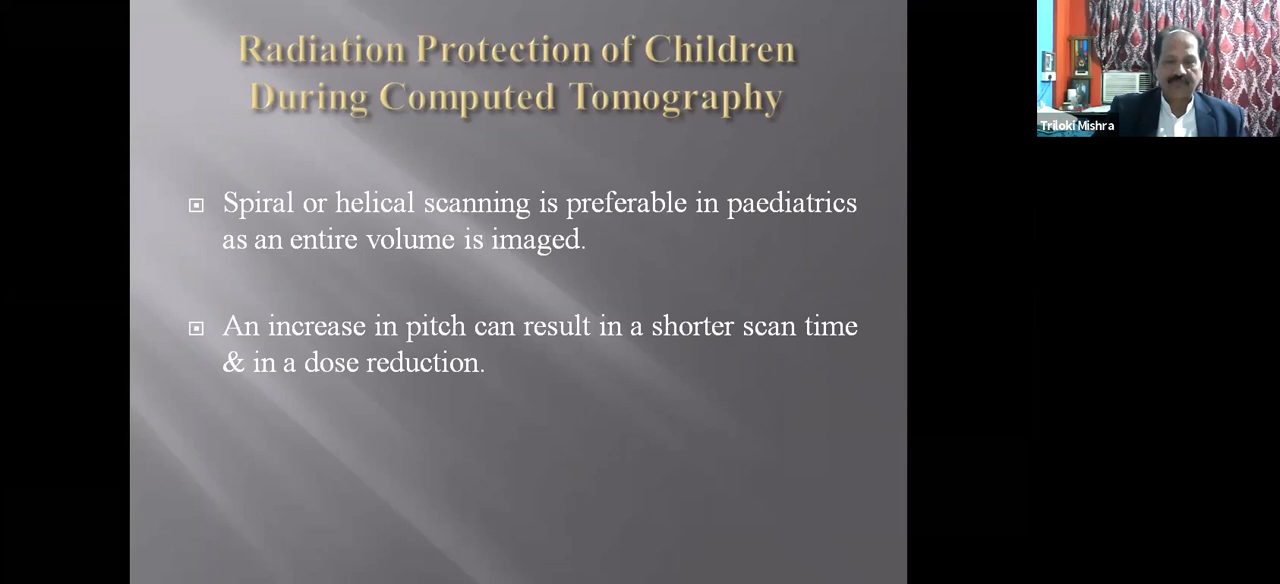 Radiation Protection of Children
During Computed Tomography
Spiral or helical scanning is preferable in paediatrics
as an entire volume is imaged.
An increase in pitch can result in a shorter scan time
& in a dose reduction.
Triloki Mishra